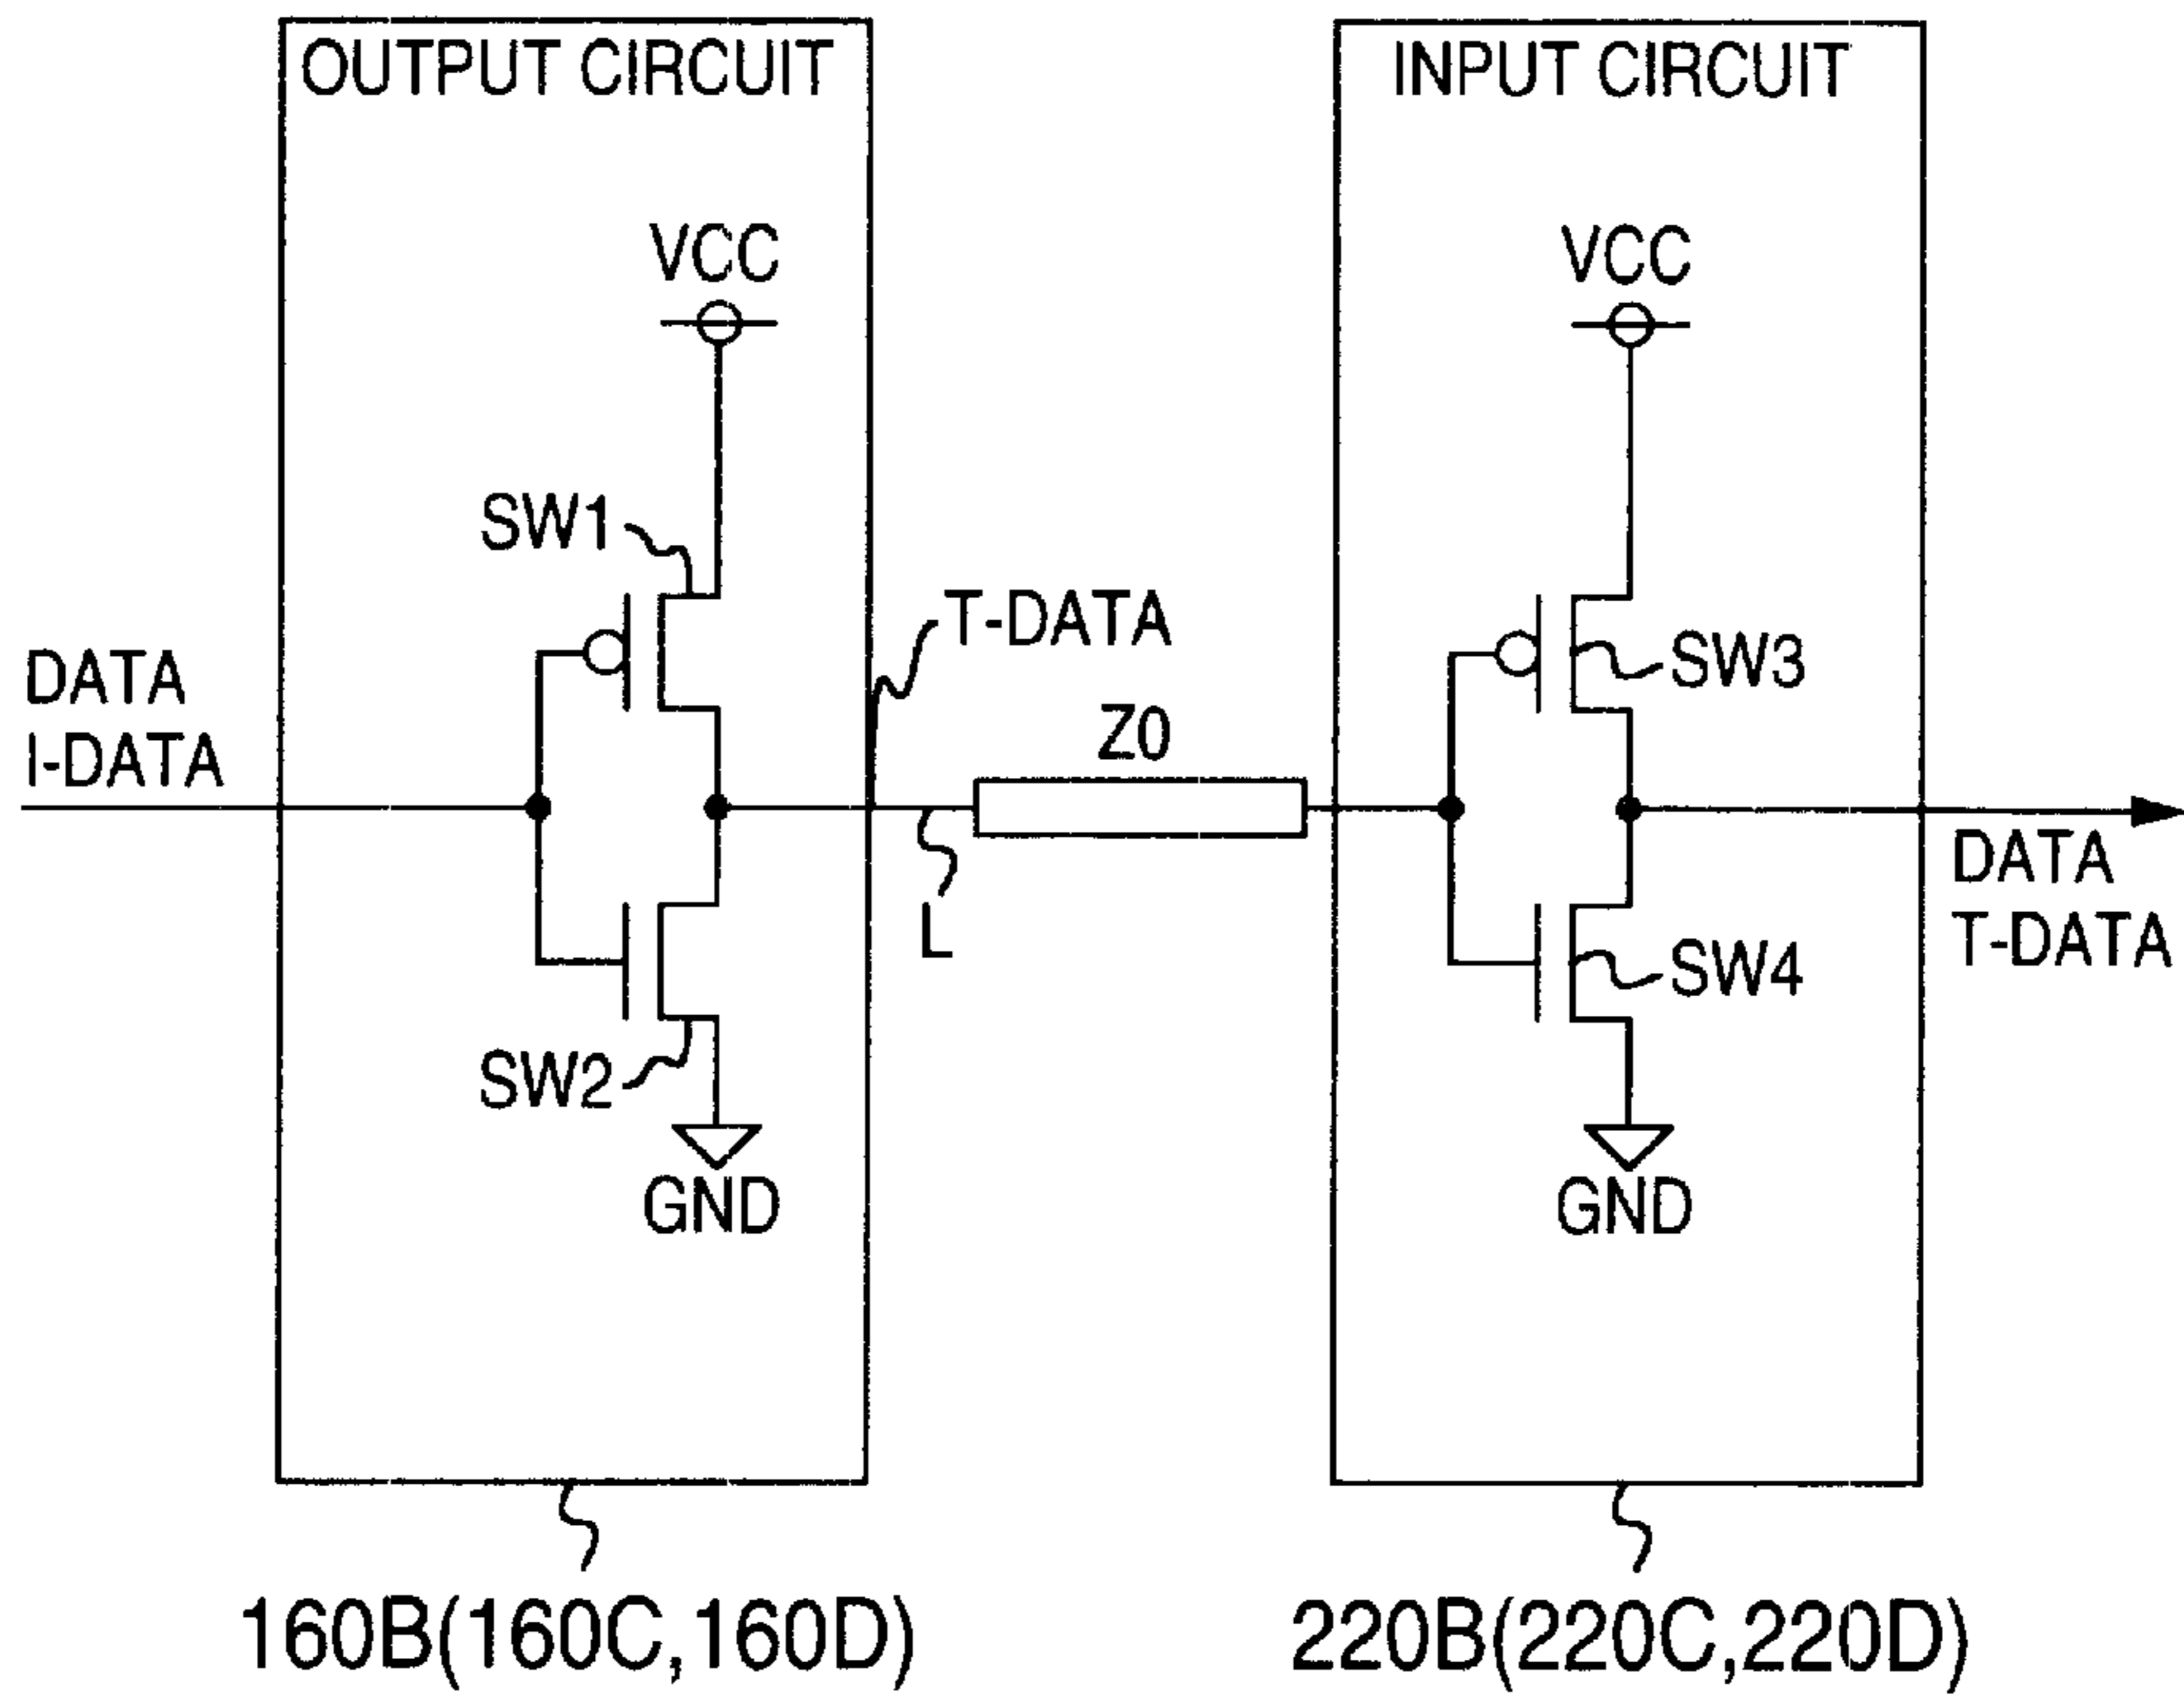 OUTPUT CIRCUIT
INPUT CIRCUIT
VCC
VCC
SW1
T-DATA
SW3
DATA
I-DATA
Z0
DATA
T-DATA
L
SW4
SW2
GND
GND
160B(160C,160D)
220B(220C,220D)